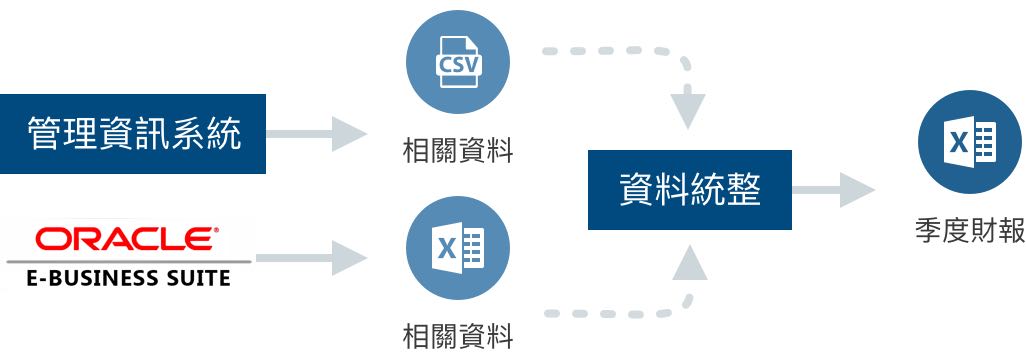 管理資訊系統
CSV
相關資料
ORACLE®
E-BUSINESS SUITE
X
相關資料
資料統整
X
季度財報